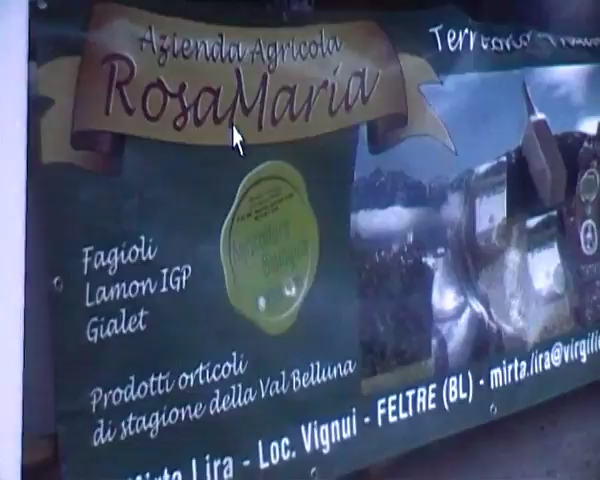 Azienda Agricola
RosaMaria
Fagioli
Lamon IGP
Gialet
Prodotti orticoli
di stagione della Val Belluna
Mirta Lira - Loc. Vignui - FELTRE (BL) - mirta.lira@virgili